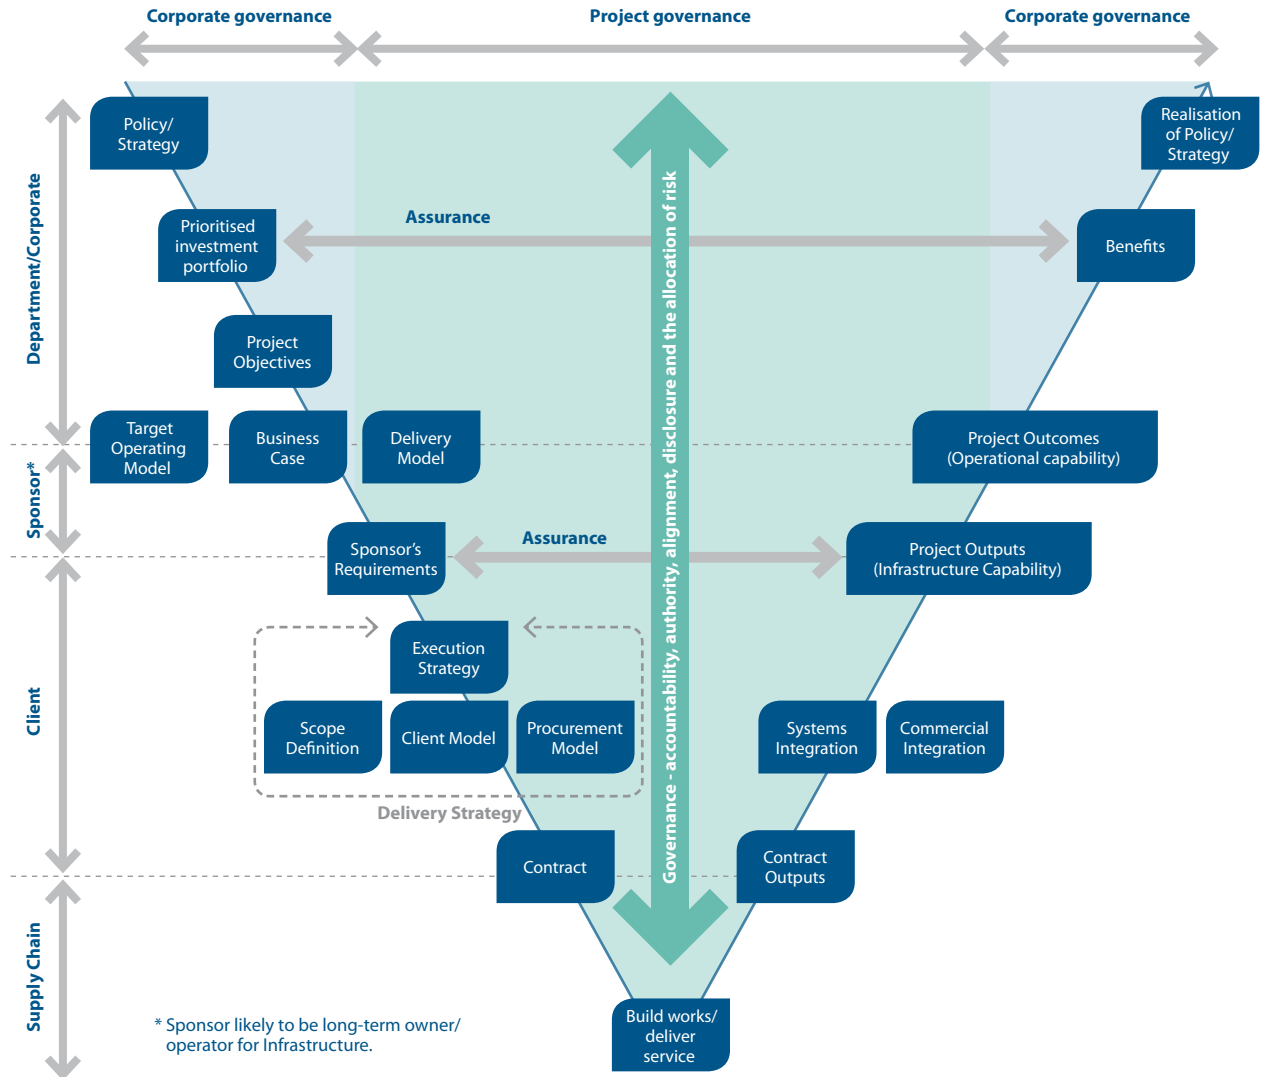 Corporate governance
Project governance
Corporate governance
Department/Corporate
Sponsor*
Client
Supply Chain
Policy/
Strategy
Realisation
of Policy/
Strategy
Prioritised
investment
portfolio
Assurance
Benefits
Project
Objectives
Target
Operating
Model
Business
Case
Delivery
Model
Project Outcomes
(Operational capability)
Sponsor’s
Requirements
Assurance
Project Outputs
(Infrastructure Capability)
Governance - accountability, authority, alignment, disclosure and the allocation of risk
Execution
Strategy
Scope
Definition
Client Model
Procurement
Model
Systems
Integration
Commercial
Integration
Delivery Strategy
Contract
Contract
Outputs
Build works/
deliver
service
* Sponsor likely to be long-term owner/
operator for Infrastructure.